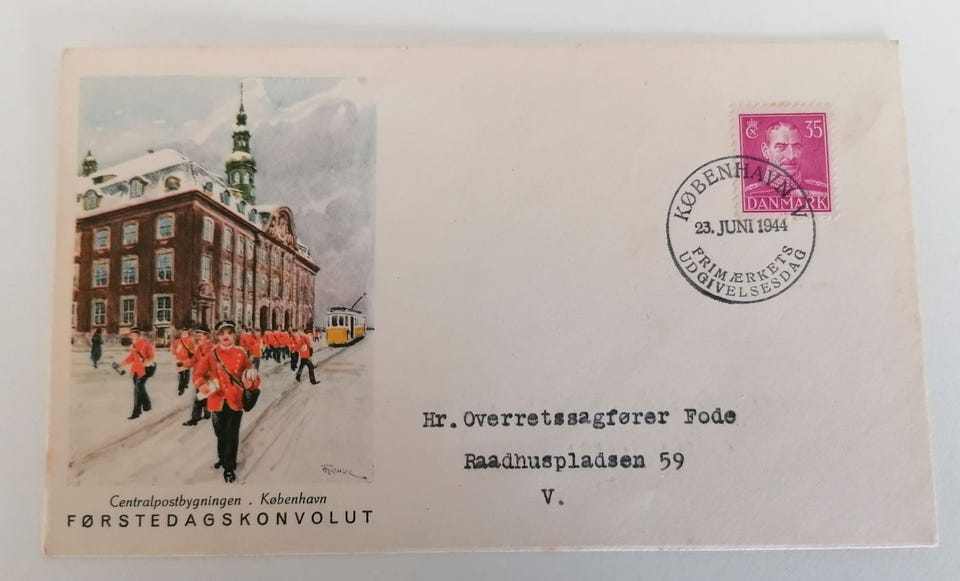 35
DANMARK
KØBENHAVN V
23. JUNI 1944
FRIMÆRKETS
UDGIVELSESDAG
Hr. Overretssagfører Fode
Raadhuspladsen 59
V.
Centralpostbygningen . København
FØRSTEDAGSKONVOLUT